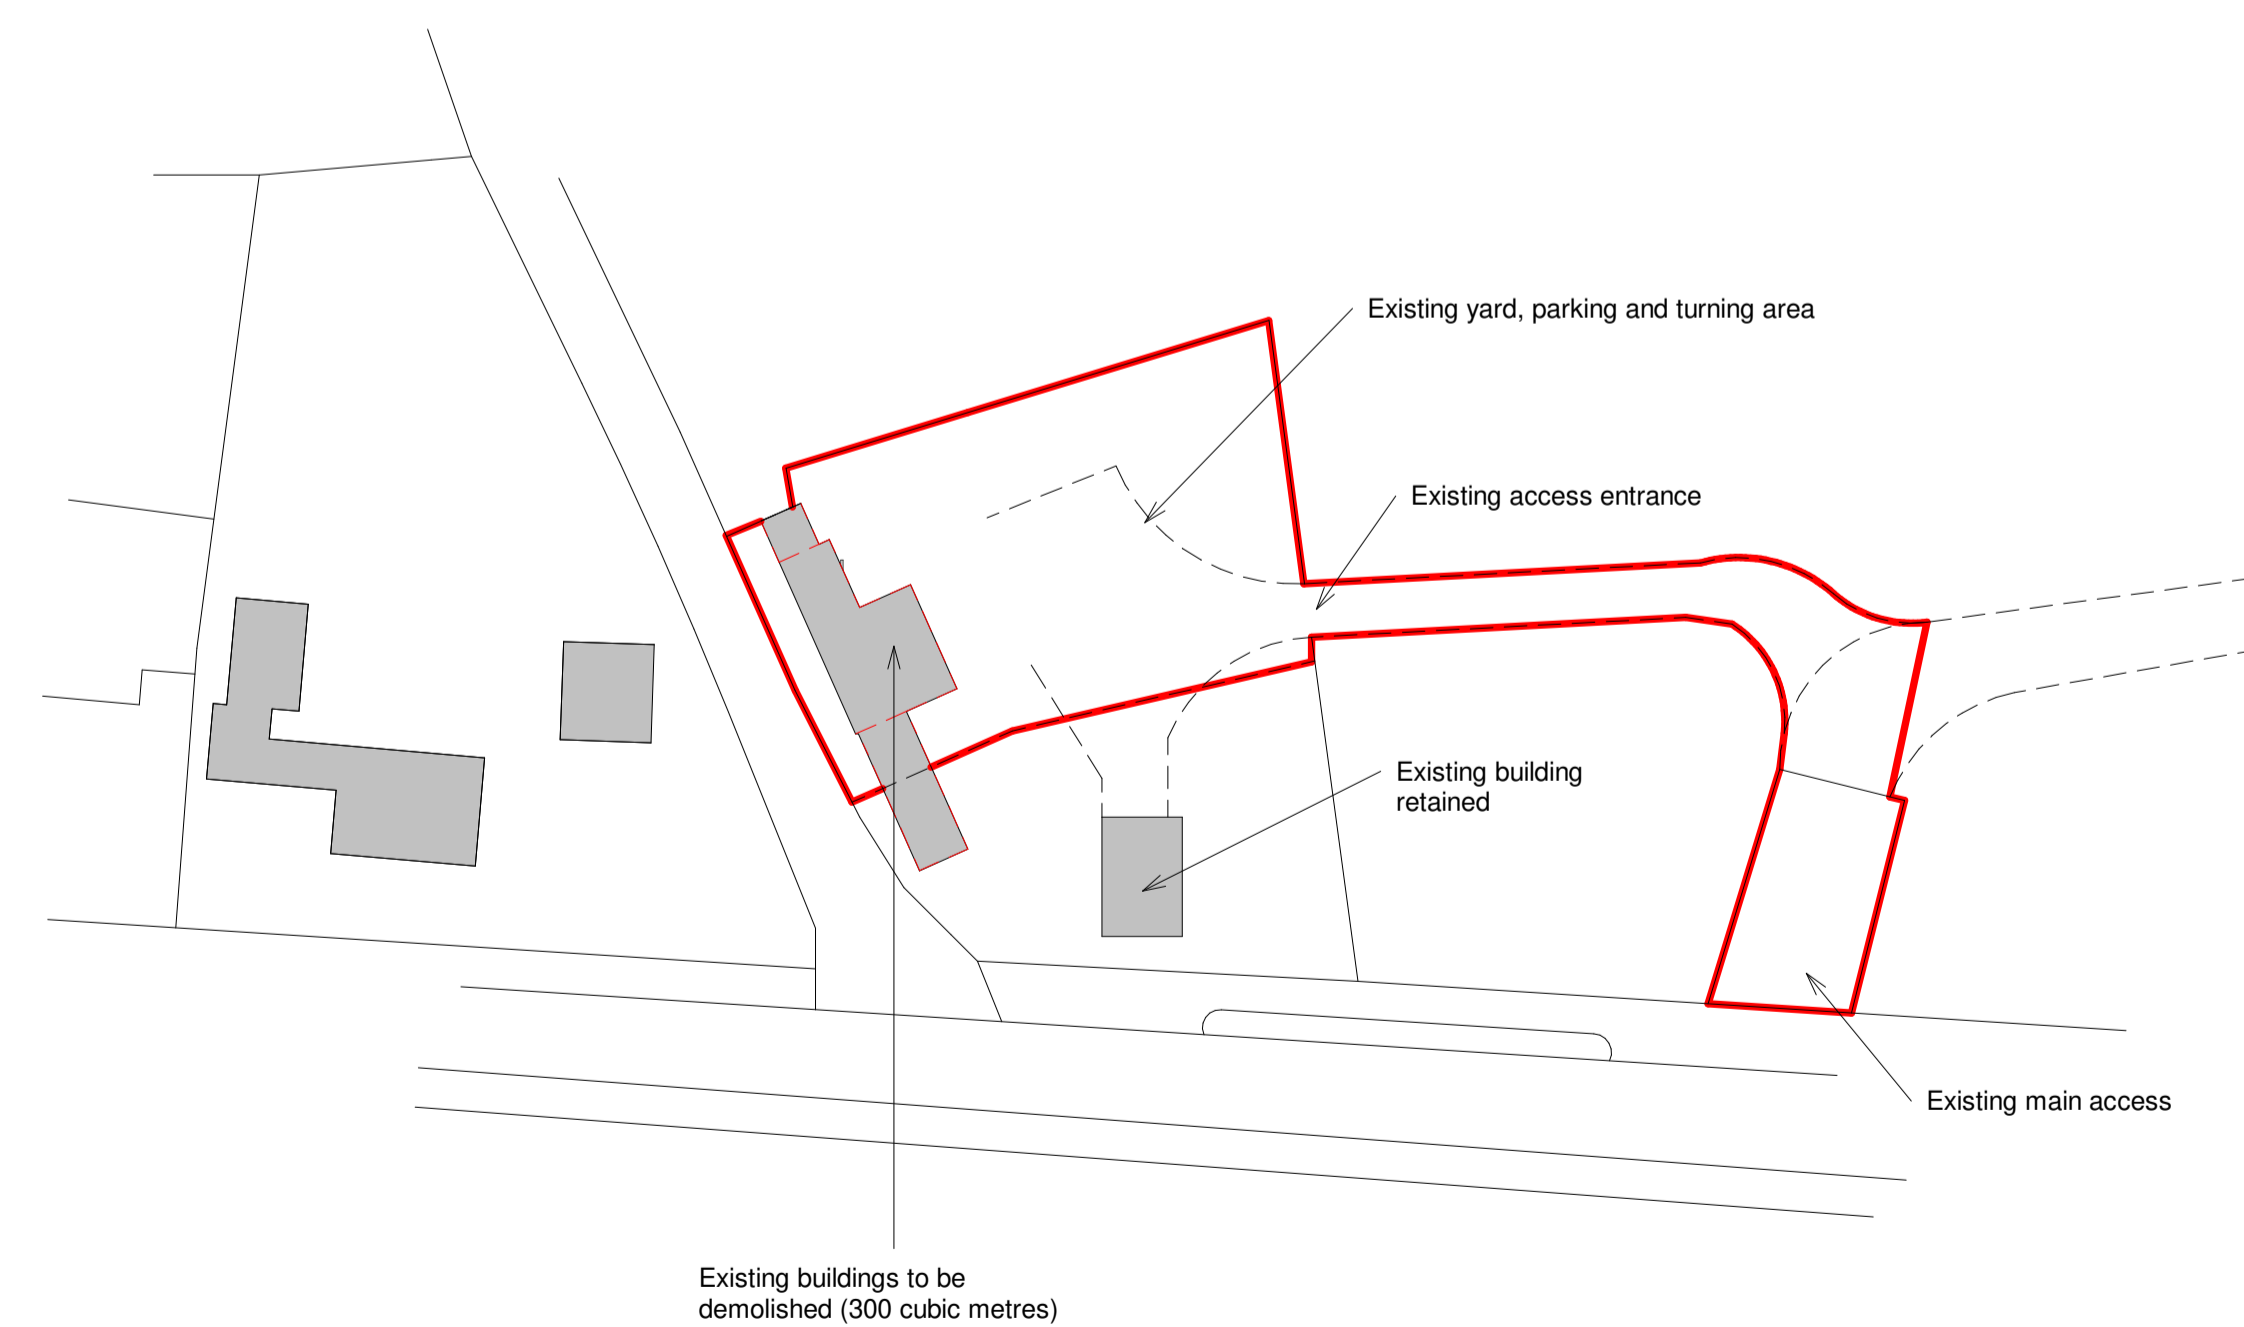 Existing yard, parking and turning area
Existing access entrance
Existing building
retained
Existing main access
Existing buildings to be
demolished (300 cubic metres)